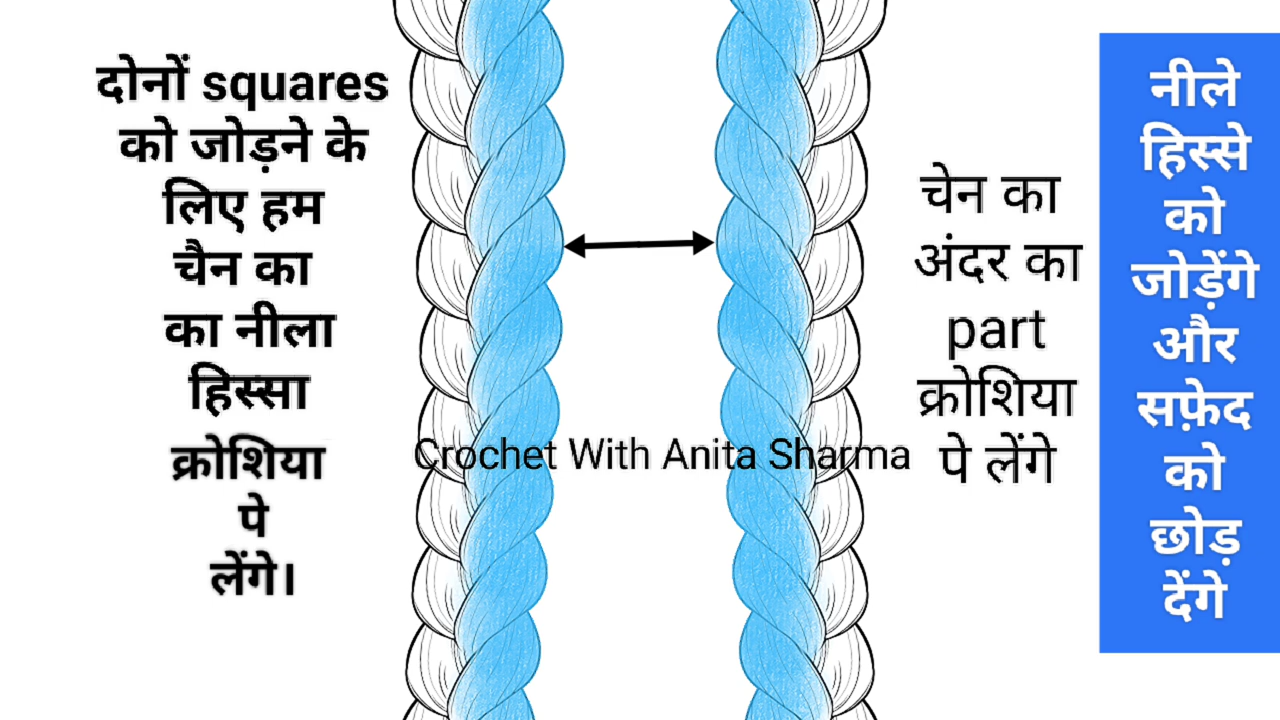 दोनों squares
को जोड़ने के
लिए हम
चैन का
का नीला
हिस्सा
क्रोशिया
पे
लेंगे।
Crochet With Anita Sharma
चेन का
अंदर का
part
क्रोशिया
पे लेंगे
नीले
हिस्से
को
जोड़ेंगे
और
सफ़ेद
को
छोड़
देंगे